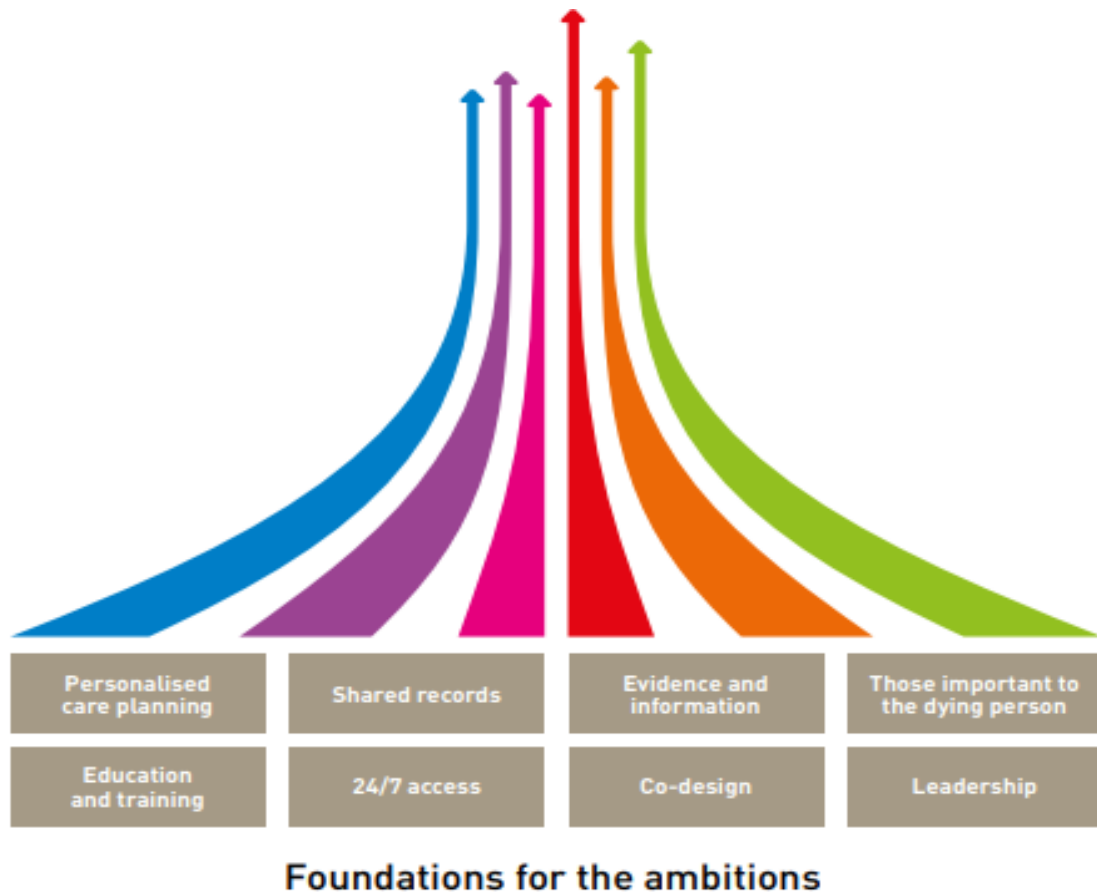 Personalised
care planning
Shared records
Evidence and
information
Those important to
the dying person
Education
and training
24/7 access
Co-design
Leadership
Foundations for the ambitions